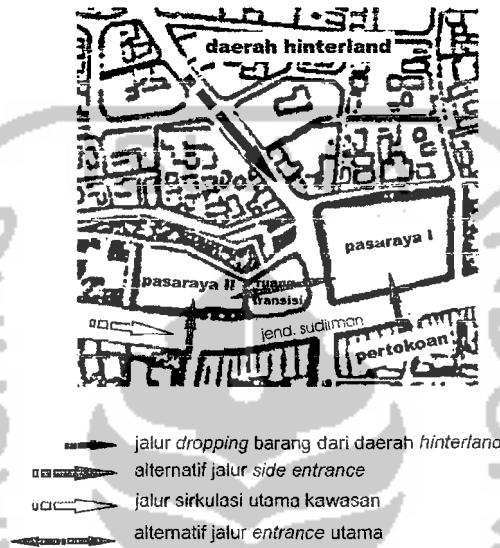 daerah hinterland
pasaraya I
pasaraya II
ruang
transisi
jend. sudirman
pertokoan
jalur dropping barang dari daerah hinterland
alternatif jalur side entrance
jalur sirkulasi utama kawasan
alternatif jalur entrance utama